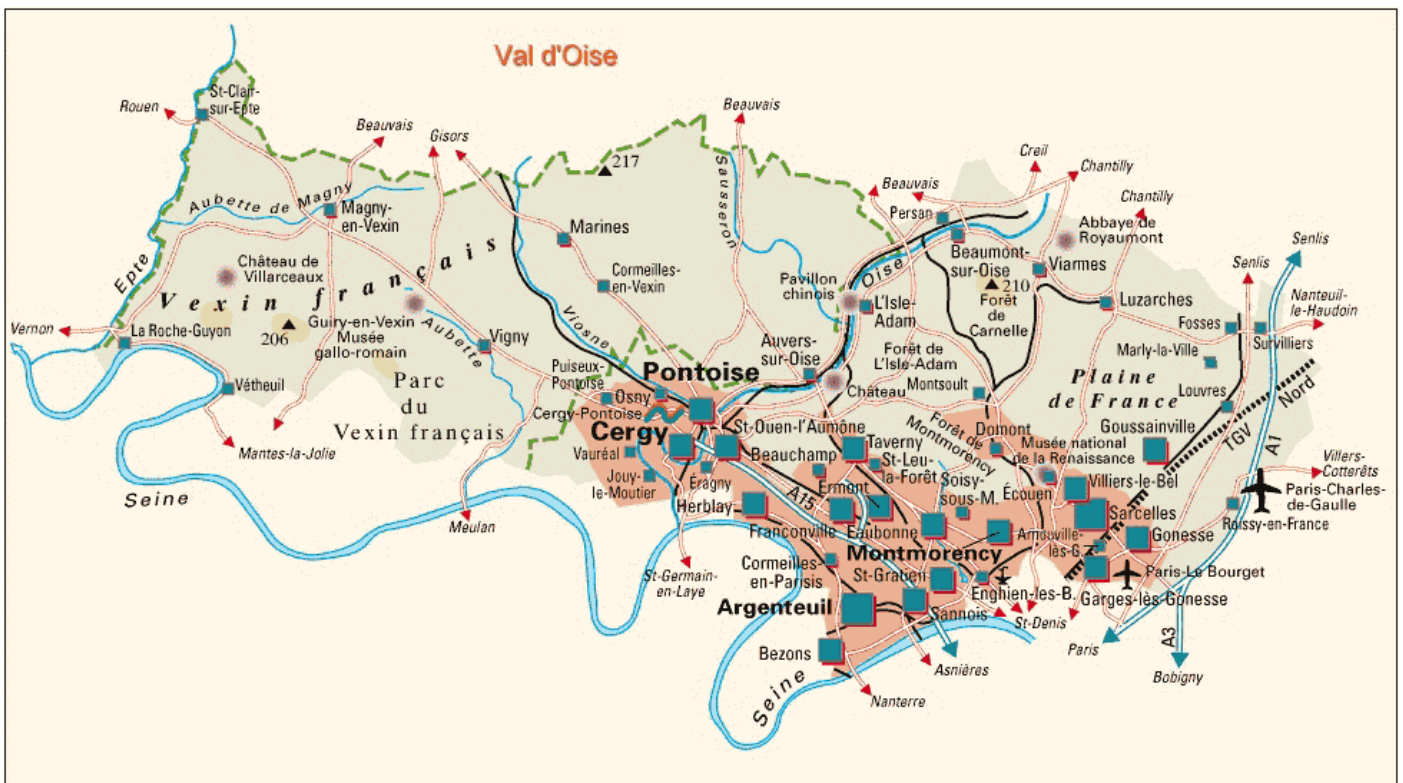 Val d'Oise
Rouen
St-Clair-
sur-Epte
Beauvais
Gisors
Beauvais
217
Sausseron
Creil
Chantilly
Beauvais
Chantilly
Persan
Abbaye de
Royaumont
Senlis
Aubette de Magny
Magny-
en-Vexin
Marines
Beaumont-
sur-Oise
Viarmes
Senlis
Epte
Château de
Villarceaux
Vexin français
Cormeilles-
en-Vexin
Pavillon
chinois
Oise
210
Forêt
de
Carnelle
Luzarches
Nanteuil-
le-Haudoin
Vernon
La Roche-Guyon
206
Guiry-en-Vexin
Musée
gallo-romain
Aubette
Vigny
Viosne
L'Isle-
Adam
Fosses
Survilliers
Auvers-
sur-Oise
Forêt de
L'Isle-Adam
Marly-la-Ville
Vétheuil
Parc
du
Vexin français
Puiseux-
Pontoise
Pontoise
Osny
Château
Montsoult
Plaine
de France
Louvres
Nord
TGV
Cergy-Pontoise
Cergy
St-Ouen-l'Aumône
Domont
Forêt de
Montmorency
Goussainville
A1
Mantes-la-Jolie
Vauréal
Beauchamp
Taverny
St-Leu-
la-Forêt
Musée national
de la Renaissance
Villers-
Cotterêts
Jouy-
le-Moutier
Éragny
A15
Ermont
Soisy-
sous-M.
Écouen
Villiers-le-Bel
Paris-Charles-
de-Gaulle
Seine
Meulan
Herblay
Franconville
Eaubonne
Sarcelles
Roissy-en-France
Arnouville-
lès-G.
Gonesse
Montmorency
St-Germain-
en-Laye
Cormeilles-
en-Parisis
St-Gratien
Enghien-les-B.
Paris-Le Bourget
Garges-lès-Gonesse
Argenteuil
Sannois
St-Denis
Bezons
Asnières
Paris
A3
Bobigny
Seine
Nanterre